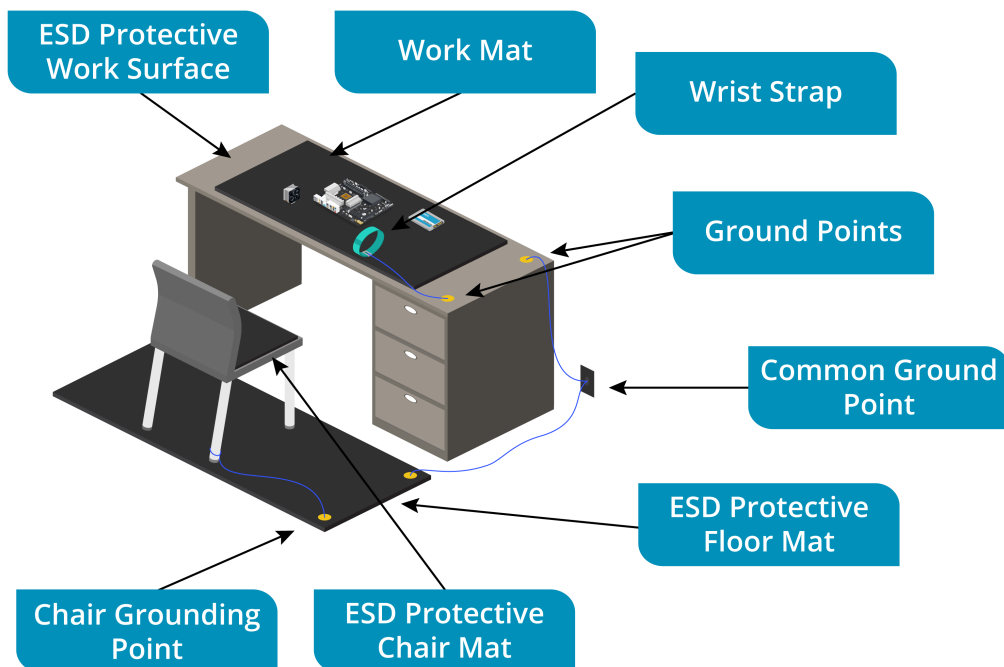 ESD Protective
Work Surface
Work Mat
Wrist Strap
Ground Points
Common Ground
Point
ESD Protective
Floor Mat
Chair Grounding
Point
ESD Protective
Chair Mat